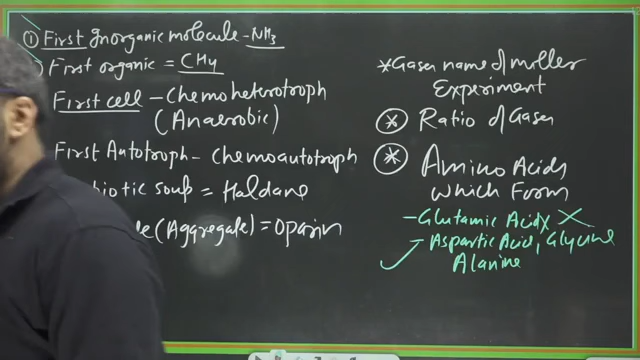 ① First Inorganic molecule - NH3
First organic = CH4
First cell - Chemoheterotroph
(Anaerobic)
First Autotroph - Chemoautotroph
biotic soup = Haldane
(Aggregate) = Oparin
* Gases name of miller
Experiment
* Ratio of Gases
* Amino Acids
which Form
- Glutamic Acid X
- Aspartic Acid, Glycine
Alanine